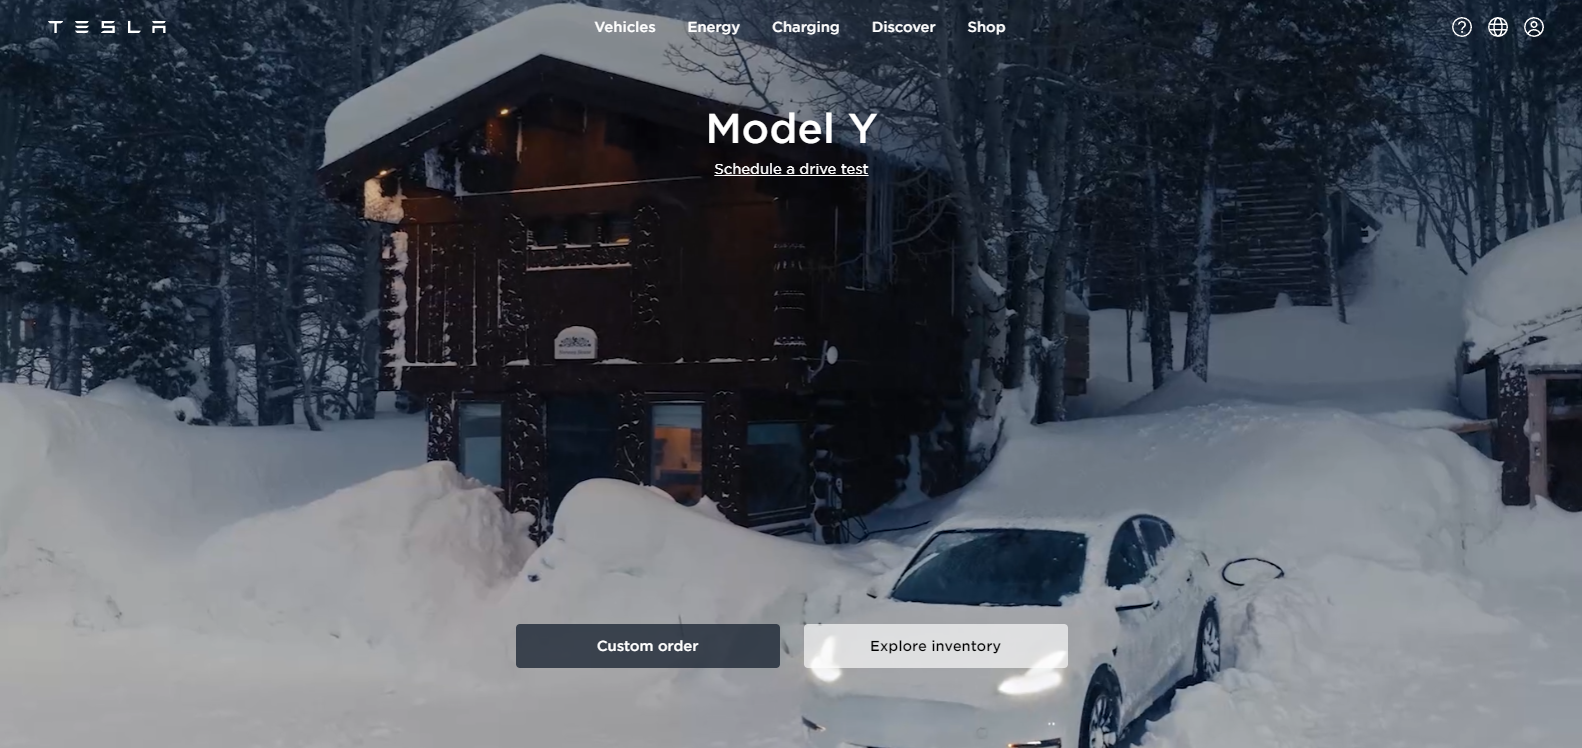 TESLA Vehicles Energy Charging Discover Shop
Model Y
Schedule a drive test
Custom order Explore inventory